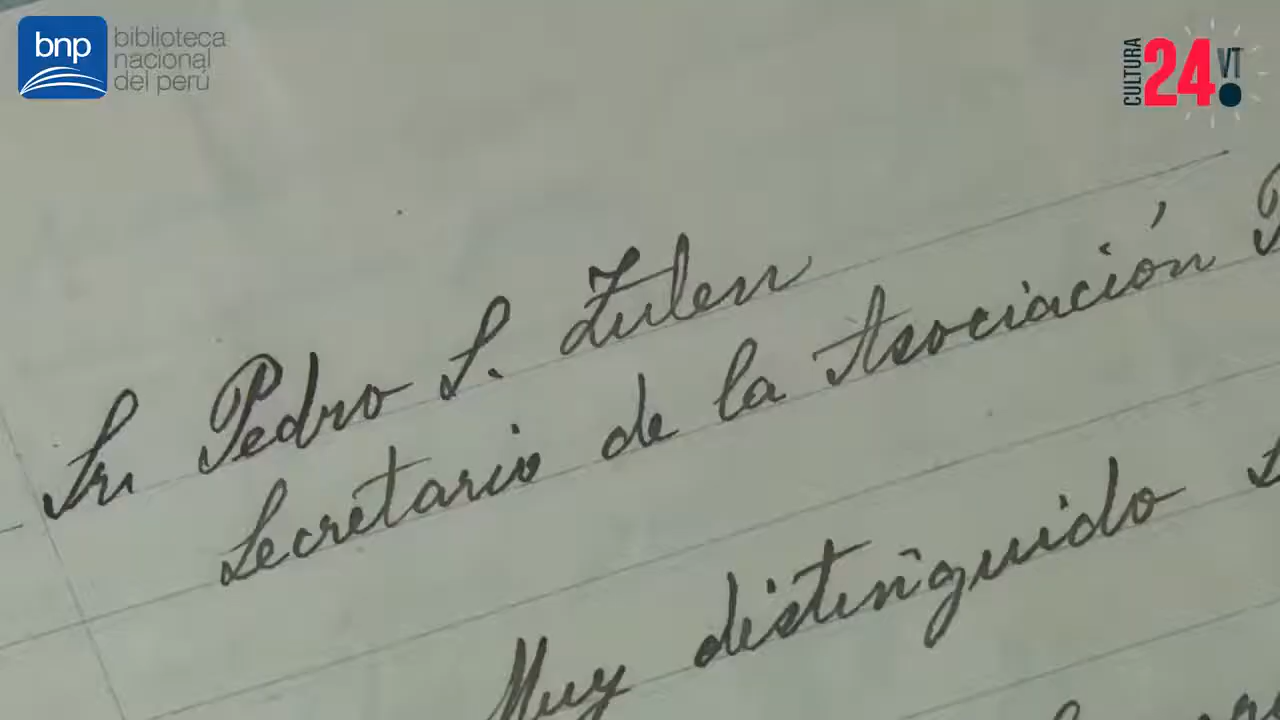 bnp biblioteca
nacional
del perú
CULTURA 24 VT
Sr. Pedro S. Zulen
Secretario de la Asociación
Muy distinguido